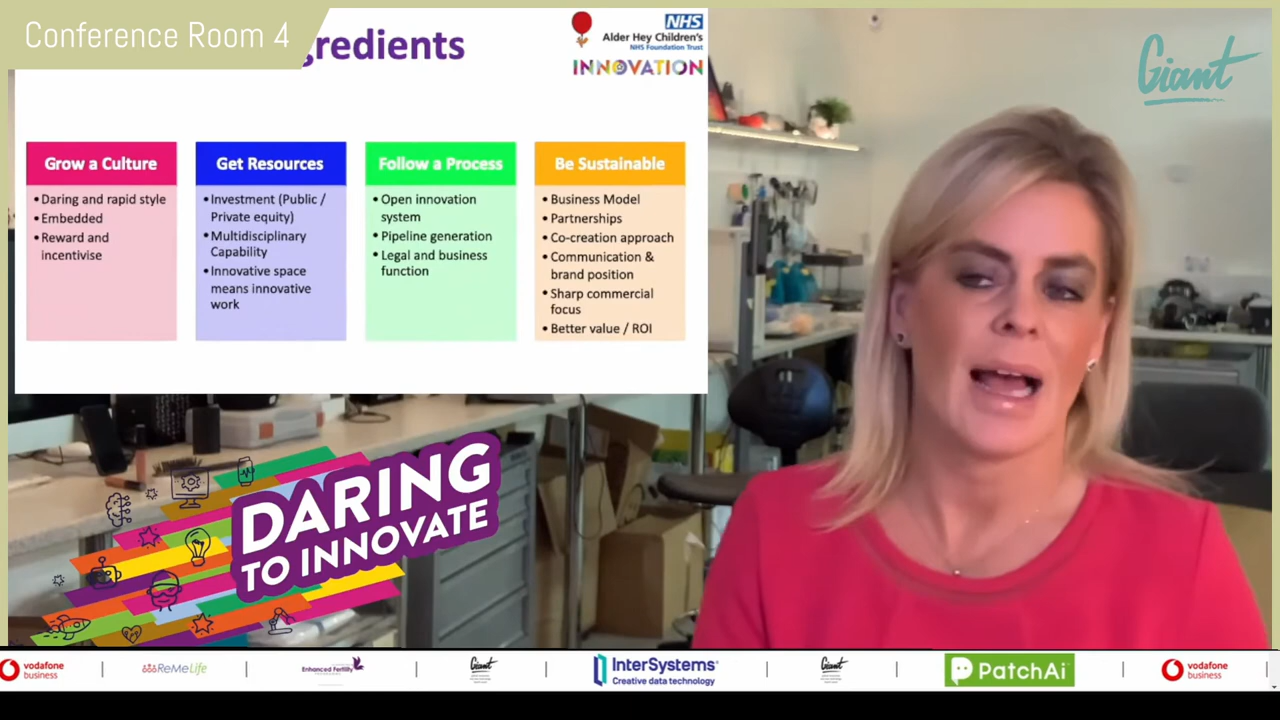 Conference Room 4
gredients
NHS
Alder Hey Children's
NHS Foundation Trust
INNOVATION
Giant
Grow a Culture
• Daring and rapid style
• Embedded
• Reward and
incentivise
Get Resources
• Investment (Public /
Private equity)
• Multidisciplinary
Capability
• Innovative space
means innovative
work
Follow a Process
• Open innovation
system
• Pipeline generation
• Legal and business
function
Be Sustainable
• Business Model
• Partnerships
• Co-creation approach
• Communication &
brand position
• Sharp commercial
focus
• Better value / ROI
DARING
TO INNOVATE
vodafone
business
ReMeLife
Enhanced Fertility
PROGRAMME
Giant
InterSystems
Creative data technology
Giant
PatchAi
vodafone
business